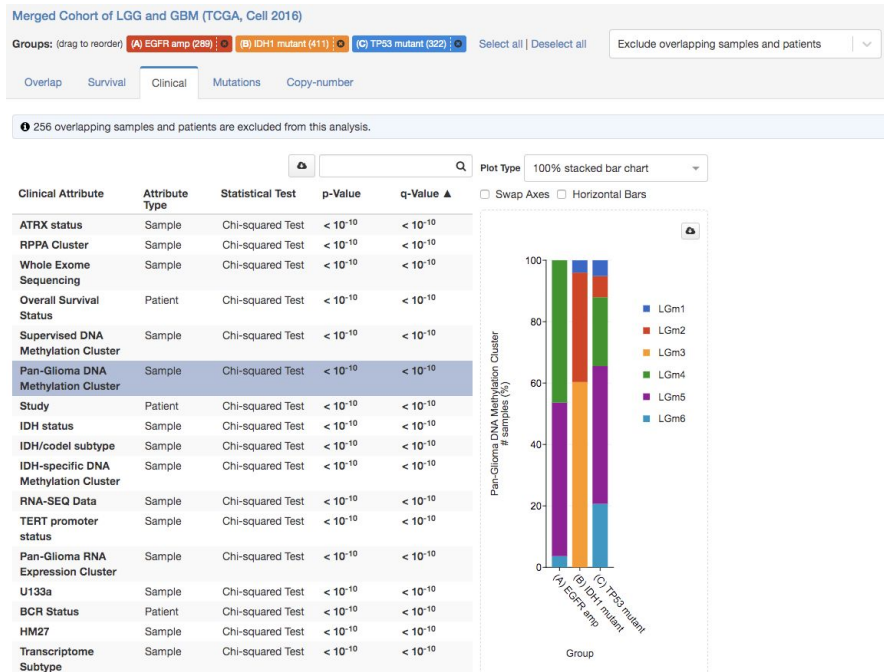 Merged Cohort of LGG and GBM (TCGA, Cell 2016)
Groups: (drag to reorder) (A) EGFR amp (289) (B) IDH1 mutant (411) (C) TP53 mutant (322) Select all | Deselect all Exclude overlapping samples and patients
Overlap Survival Clinical Mutations Copy-number
256 overlapping samples and patients are excluded from this analysis.
Plot Type 100% stacked bar chart
Swap Axes Horizontal Bars
Clinical Attribute Attribute Type Statistical Test p-Value q-Value ▲
ATRX status Sample Chi-squared Test < 10⁻¹⁰ < 10⁻¹⁰
RPPA Cluster Sample Chi-squared Test < 10⁻¹⁰ < 10⁻¹⁰
Whole Exome Sequencing Sample Chi-squared Test < 10⁻¹⁰ < 10⁻¹⁰
Overall Survival Status Patient Chi-squared Test < 10⁻¹⁰ < 10⁻¹⁰
Supervised DNA Methylation Cluster Sample Chi-squared Test < 10⁻¹⁰ < 10⁻¹⁰
Pan-Glioma DNA Methylation Cluster Sample Chi-squared Test < 10⁻¹⁰ < 10⁻¹⁰
Study Patient Chi-squared Test < 10⁻¹⁰ < 10⁻¹⁰
IDH status Sample Chi-squared Test < 10⁻¹⁰ < 10⁻¹⁰
IDH/codel subtype Sample Chi-squared Test < 10⁻¹⁰ < 10⁻¹⁰
IDH-specific DNA Methylation Cluster Sample Chi-squared Test < 10⁻¹⁰ < 10⁻¹⁰
RNA-SEQ Data Sample Chi-squared Test < 10⁻¹⁰ < 10⁻¹⁰
TERT promoter status Sample Chi-squared Test < 10⁻¹⁰ < 10⁻¹⁰
Pan-Glioma RNA Expression Cluster Sample Chi-squared Test < 10⁻¹⁰ < 10⁻¹⁰
U133a Sample Chi-squared Test < 10⁻¹⁰ < 10⁻¹⁰
BCR Status Patient Chi-squared Test < 10⁻¹⁰ < 10⁻¹⁰
HM27 Sample Chi-squared Test < 10⁻¹⁰ < 10⁻¹⁰
Transcriptome Subtype Sample Chi-squared Test < 10⁻¹⁰ < 10⁻¹⁰
Pan-Glioma DNA Methylation Cluster
# samples (%)
100
80
60
40
20
0
(A) EGFR amp
(B) IDH1 mutant
(C) TP53 mutant
Group
LGm1
LGm2
LGm3
LGm4
LGm5
LGm6